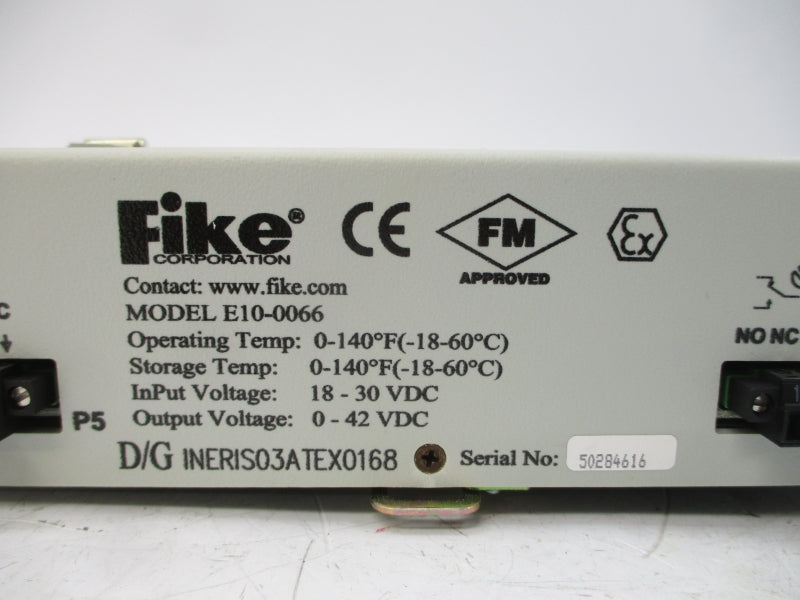 Fike®
CORPORATION
CE
FM
APPROVED
Ex
Contact: www.fike.com
MODEL E10-0066
Operating Temp: 0-140°F(-18-60°C)
Storage Temp: 0-140°F(-18-60°C)
InPut Voltage: 18 - 30 VDC
Output Voltage: 0 - 42 VDC
D/G INERIS03ATEX0168
Serial No: 50284616
C
P5
NO NC
1